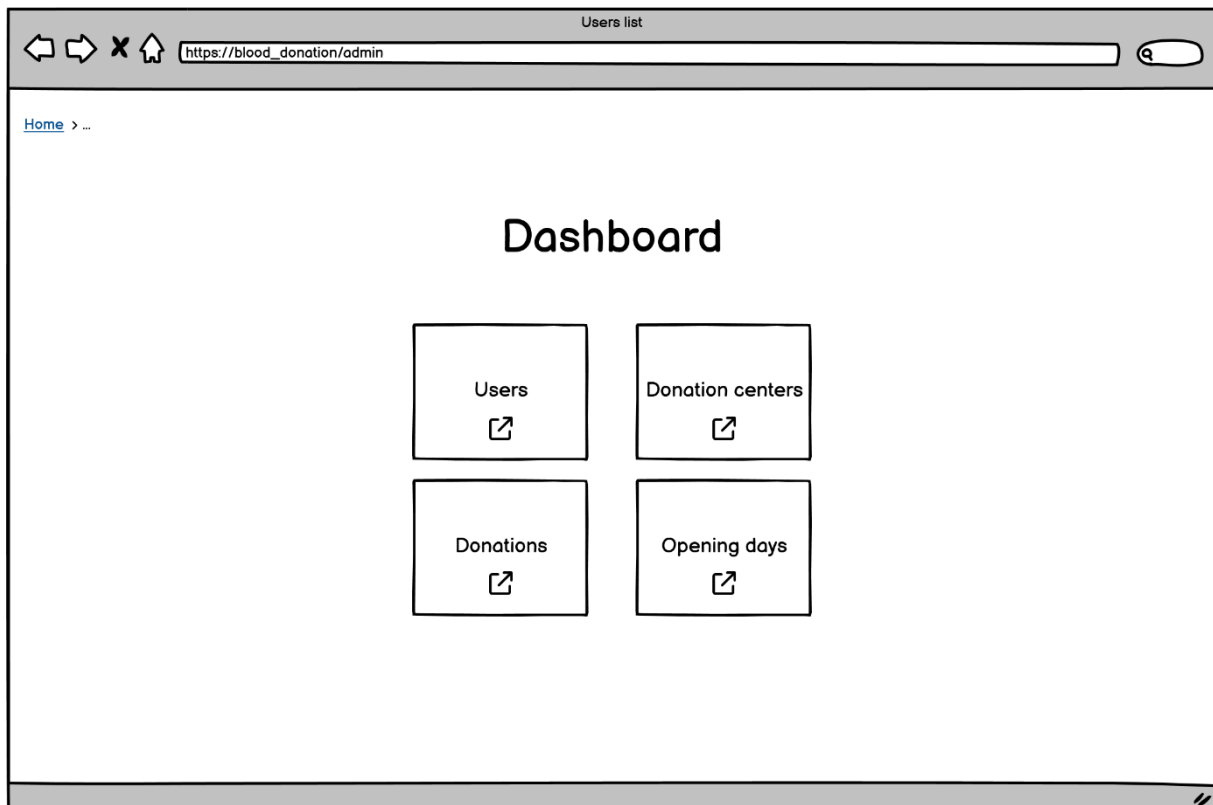 Users list
https://blood_donation/admin
Home > ...
Dashboard
Users
Donation centers
Donations
Opening days